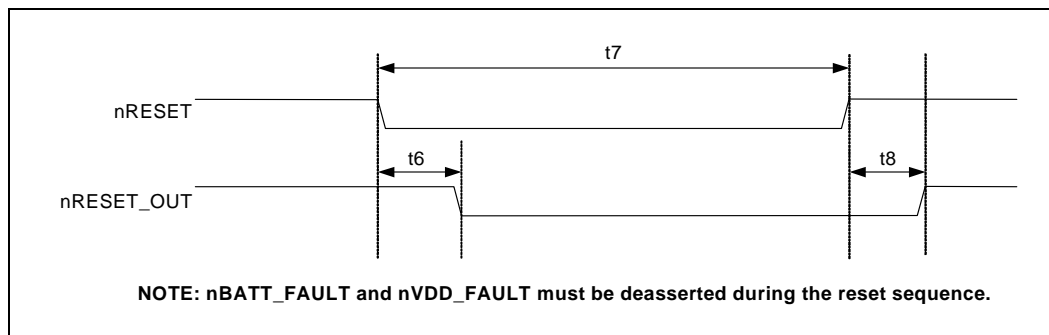 t7
nRESET
t6
t8
nRESET_OUT
NOTE: nBATT_FAULT and nVDD_FAULT must be deasserted during the reset sequence.